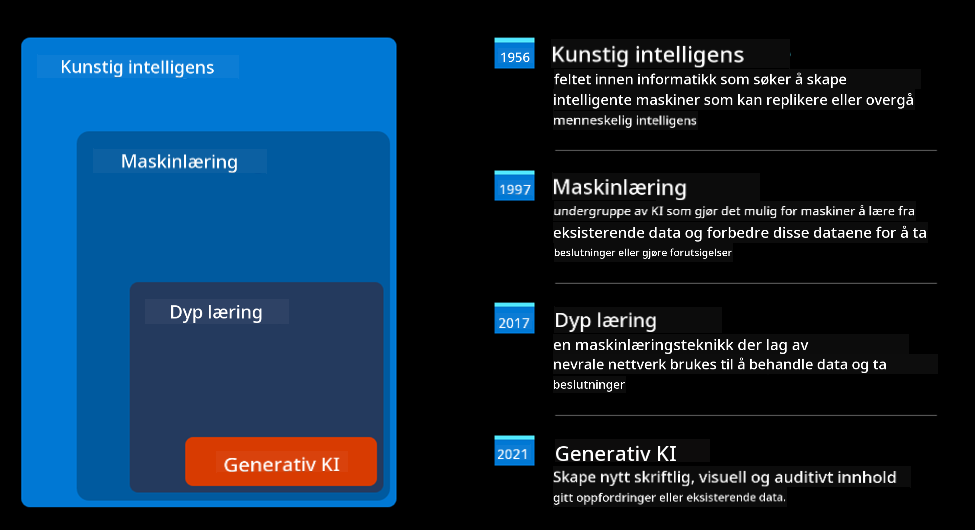 Kunstig intelligens
Maskinlæring
Dyp læring
Generativ KI
1956
Kunstig intelligens
feltet innen informatikk som søker å skape
intelligente maskiner som kan replikere eller overgå
menneskelig intelligens
1997
Maskinlæring
undergruppe av KI som gjør det mulig for maskiner å lære fra
eksisterende data og forbedre disse dataene for å ta
beslutninger eller gjøre forutsigelser
2017
Dyp læring
en maskinlæringsteknikk der lag av
nevrale nettverk brukes til å behandle data og ta
beslutninger
2021
Generativ KI
Skape nytt skriftlig, visuell og auditivt innhold
gitt oppfordringer eller eksisterende data.